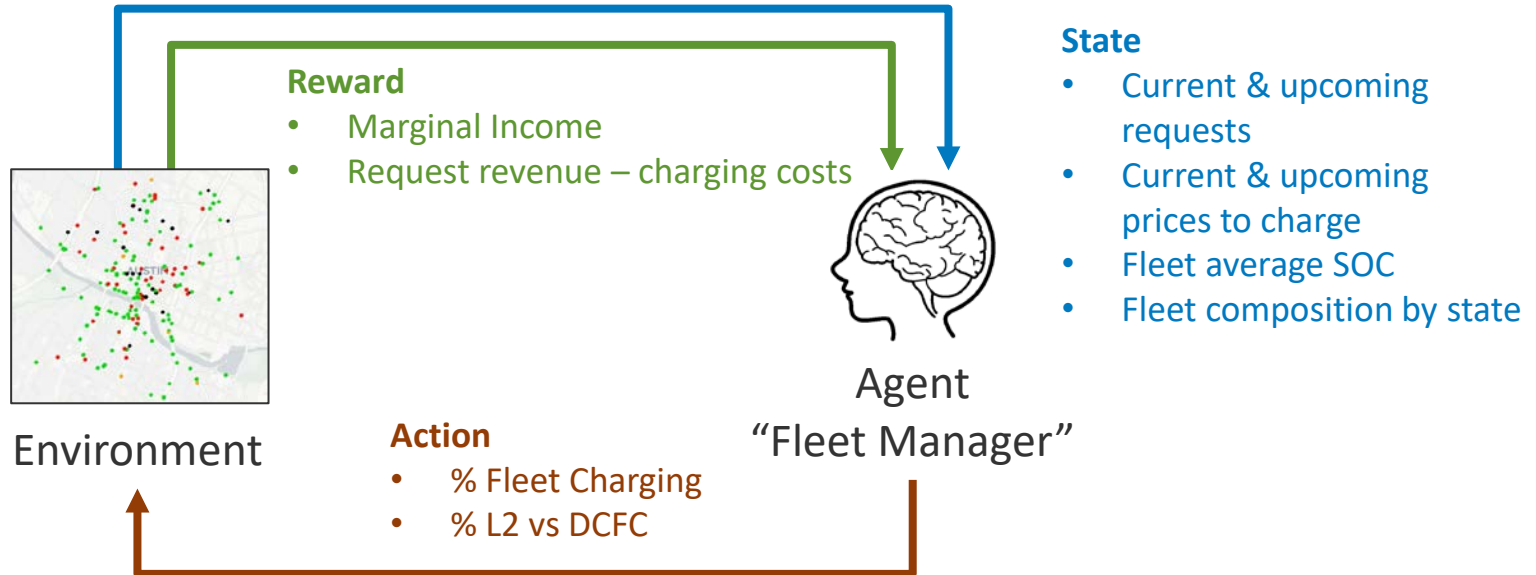 Reward
• Marginal Income
• Request revenue – charging costs
State
• Current & upcoming
requests
• Current & upcoming
prices to charge
• Fleet average SOC
• Fleet composition by state
AUSTIN
Environment
Agent
“Fleet Manager”
Action
• % Fleet Charging
• % L2 vs DCFC